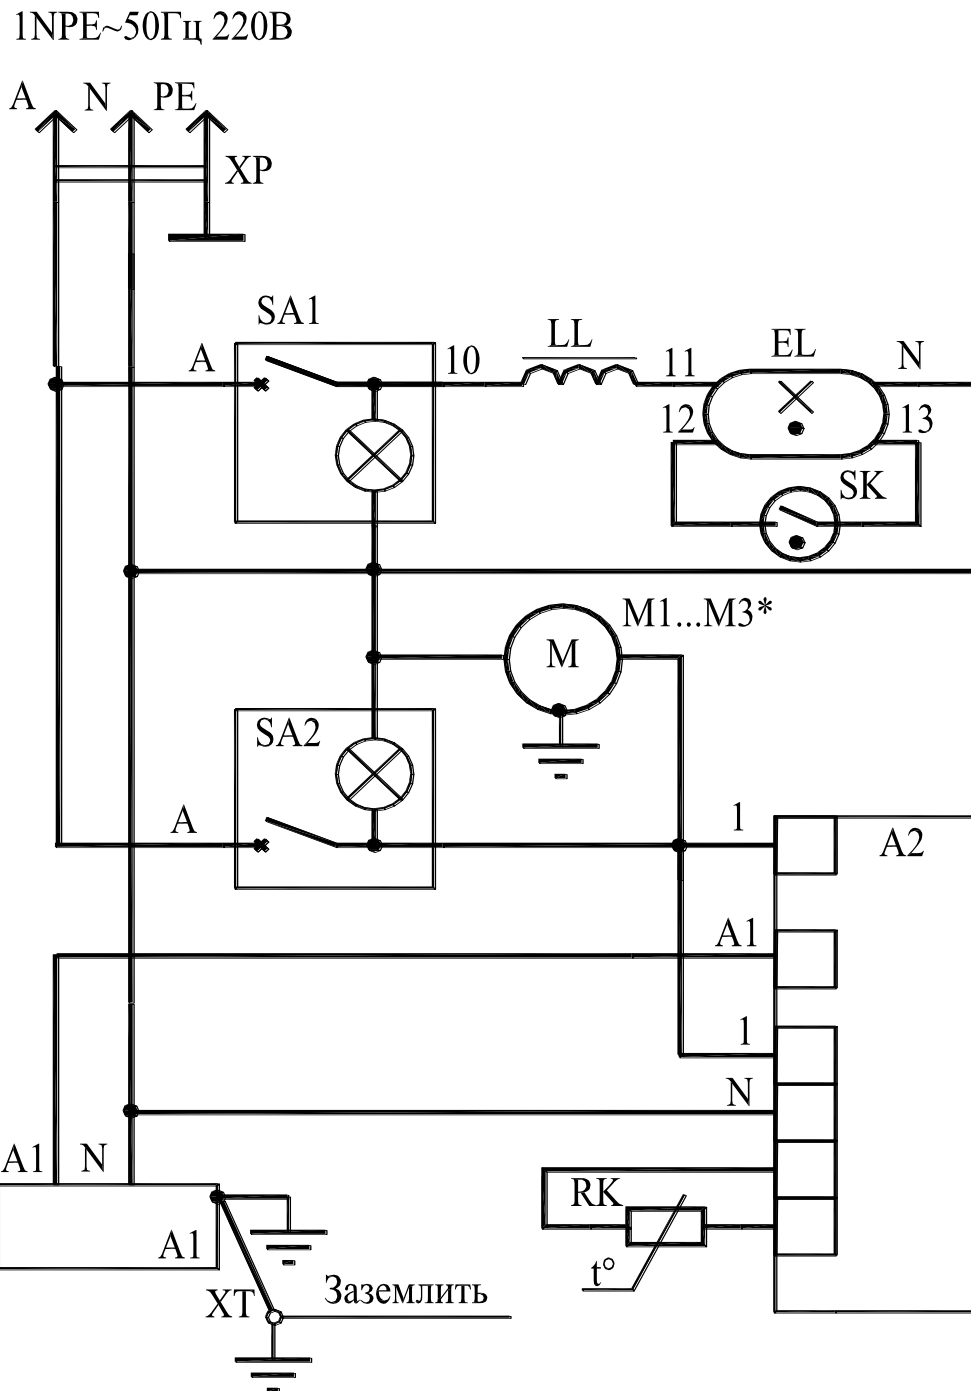 1NPE~50Гц 220В
A N PE
XP
SA1
A 10 LL 11 EL N
12 13
SK
M1...M3*
M
SA2
A 1
A2
A1
1
N
A1 N
RK
A1
t°
XT Заземлить